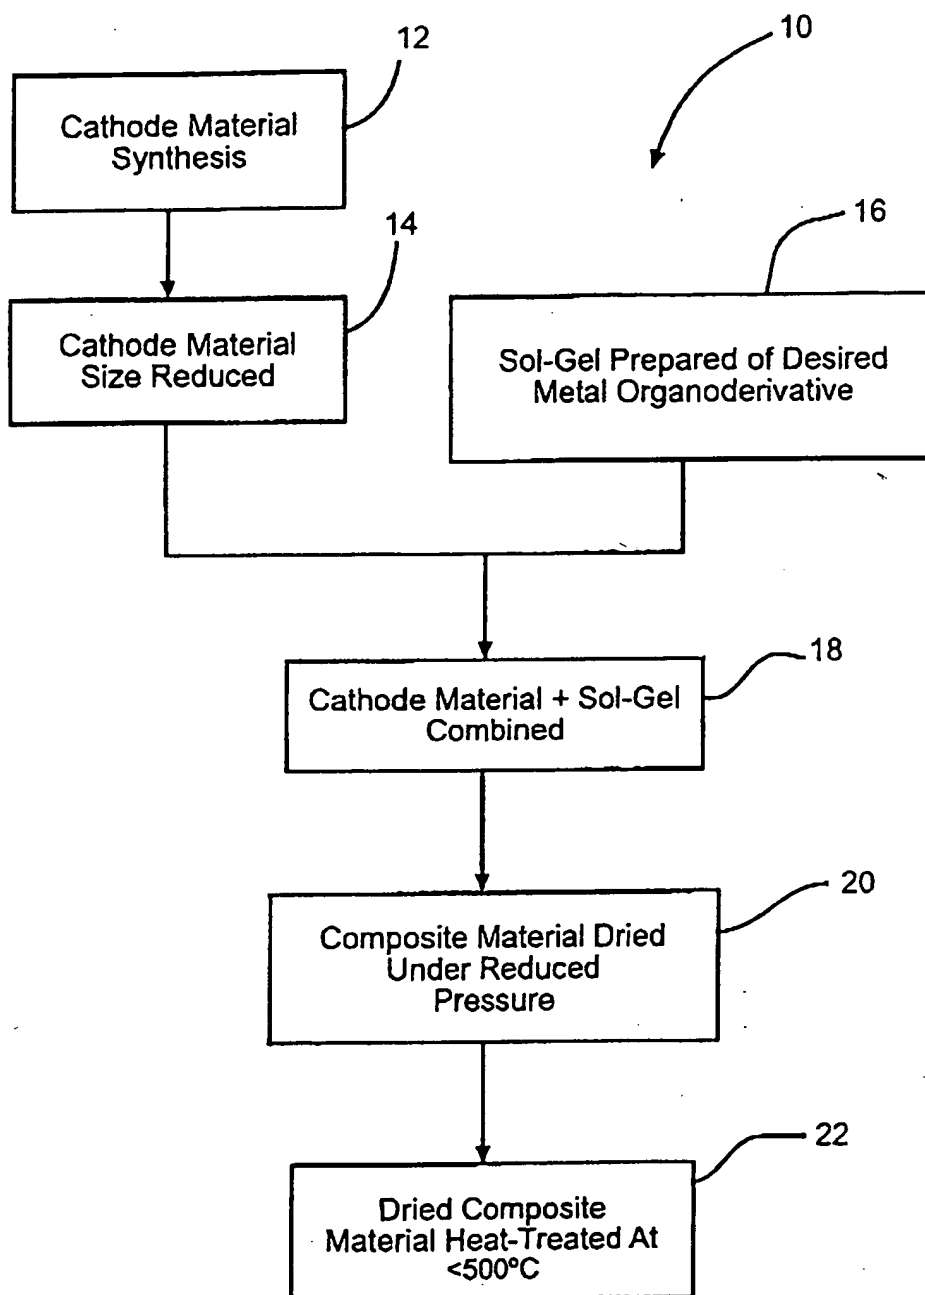 10
12
Cathode Material
Synthesis
14
16
Cathode Material
Size Reduced
Sol-Gel Prepared of Desired
Metal Organoderivative
18
Cathode Material + Sol-Gel
Combined
20
Composite Material Dried
Under Reduced
Pressure
22
Dried Composite
Material Heat-Treated At
<500°C